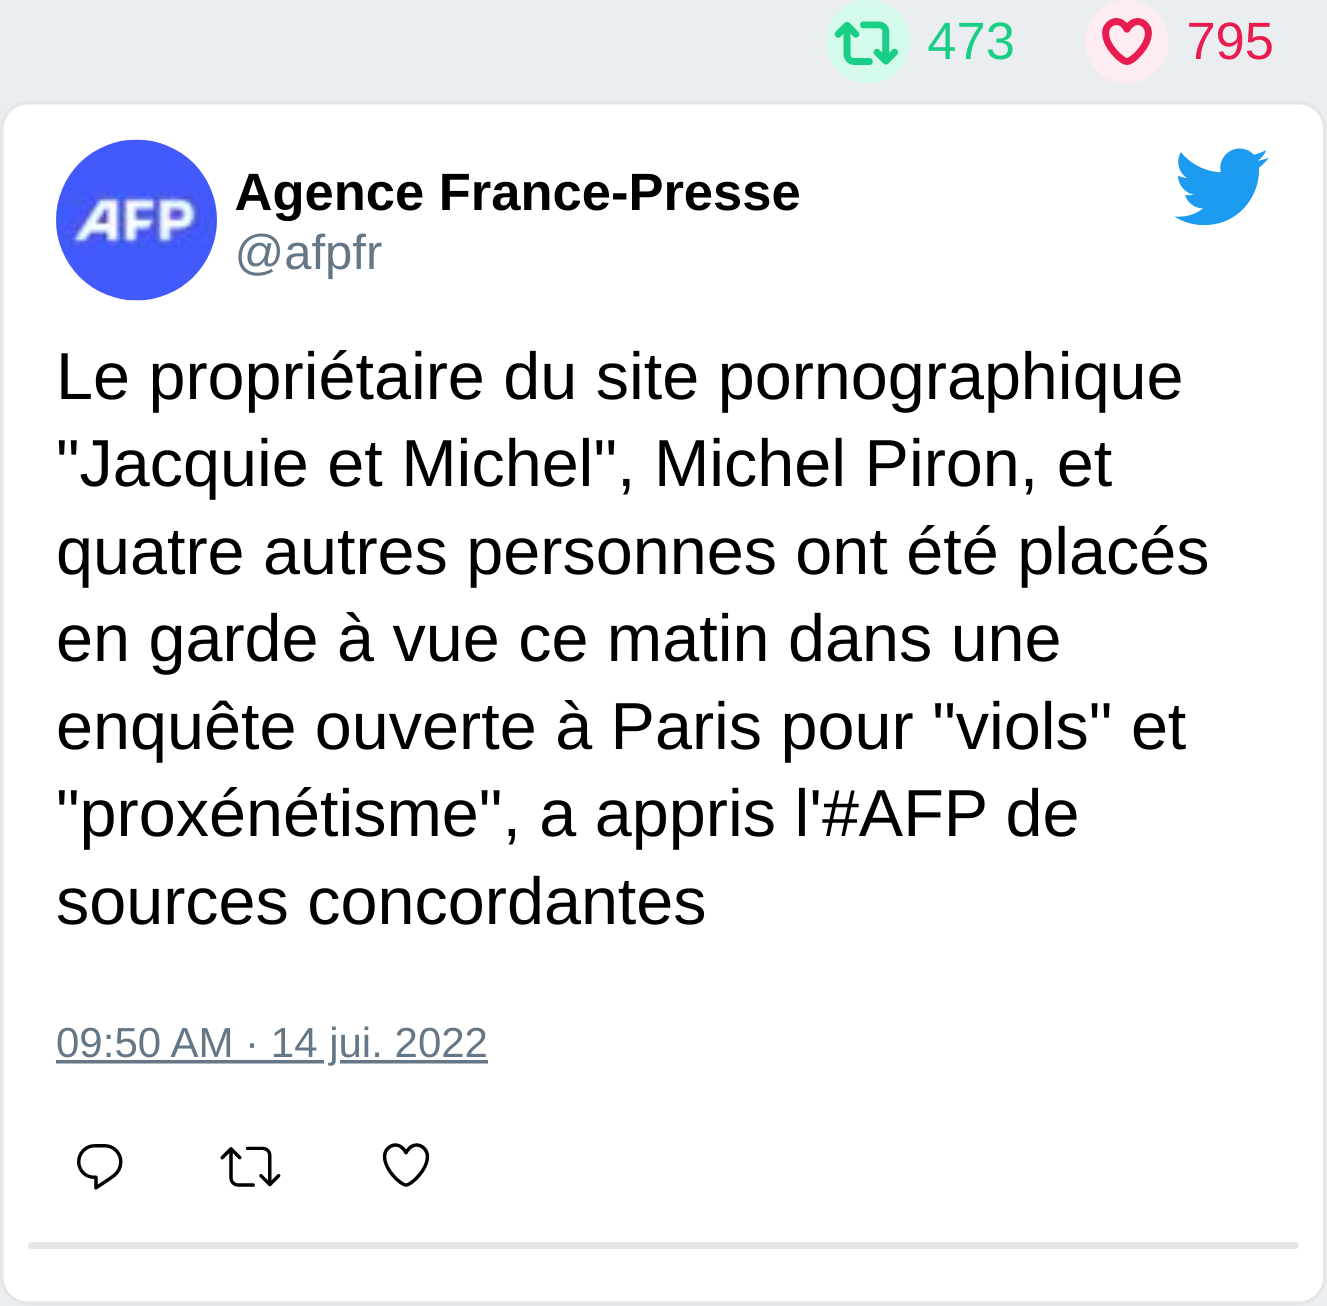 473 795
AFP
Agence France-Presse
@afpfr
Le propriétaire du site pornographique
"Jacquie et Michel", Michel Piron, et
quatre autres personnes ont été placés
en garde à vue ce matin dans une
enquête ouverte à Paris pour "viols" et
"proxénétisme", a appris l'#AFP de
sources concordantes
09:50 AM · 14 jui. 2022